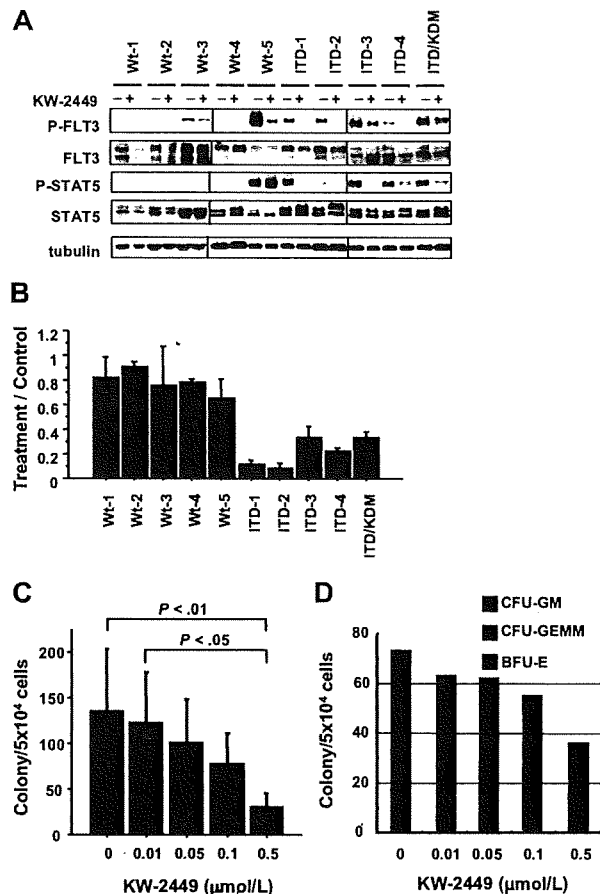 A
Wt-1 Wt-2 Wt-3 Wt-4 Wt-5 ITD-1 ITD-2 ITD-3 ITD-4 ITD/KDM
KW-2449 – + – + – + – + – + – + – + – + – + – +
P-FLT3
FLT3
P-STAT5
STAT5
tubulin
B
Treatment / Control
1.2
1
0.8
0.6
0.4
0.2
0
Wt-1 Wt-2 Wt-3 Wt-4 Wt-5 ITD-1 ITD-2 ITD-3 ITD-4 ITD/KDM
C
P < .01
P < .05
Colony/5x10⁴ cells
200
150
100
50
0
0 0.01 0.05 0.1 0.5
KW-2449 (µmol/L)
D
CFU-GM
CFU-GEMM
BFU-E
Colony/5x10⁴ cells
80
60
40
20
0
0 0.01 0.05 0.1 0.5
KW-2449 (µmol/L)